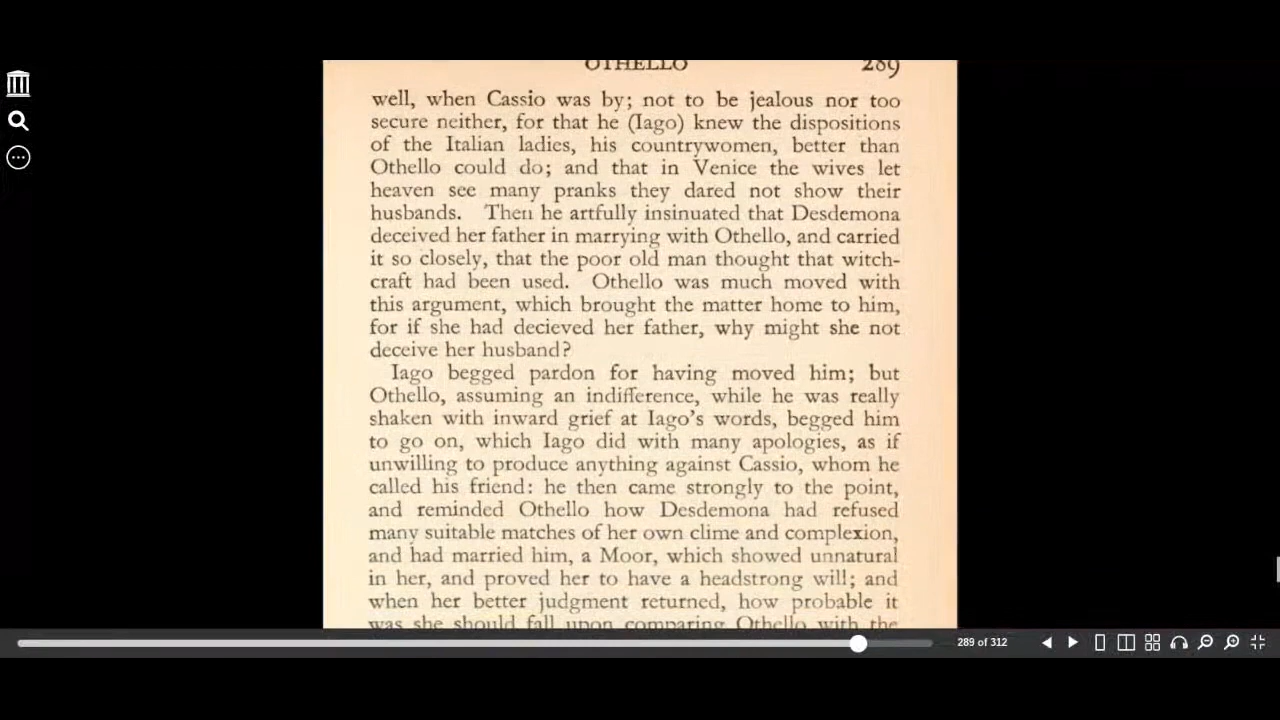 OTHELLO 289
well, when Cassio was by; not to be jealous nor too
secure neither, for that he (Iago) knew the dispositions
of the Italian ladies, his countrywomen, better than
Othello could do; and that in Venice the wives let
heaven see many pranks they dared not show their
husbands. Then he artfully insinuated that Desdemona
deceived her father in marrying with Othello, and carried
it so closely, that the poor old man thought that witch-
craft had been used. Othello was much moved with
this argument, which brought the matter home to him,
for if she had decieved her father, why might she not
deceive her husband?
Iago begged pardon for having moved him; but
Othello, assuming an indifference, while he was really
shaken with inward grief at Iago's words, begged him
to go on, which Iago did with many apologies, as if
unwilling to produce anything against Cassio, whom he
called his friend: he then came strongly to the point,
and reminded Othello how Desdemona had refused
many suitable matches of her own clime and complexion,
and had married him, a Moor, which showed unnatural
in her, and proved her to have a headstrong will; and
when her better judgment returned, how probable it
was she should fall upon comparing Othello with the
289 of 312